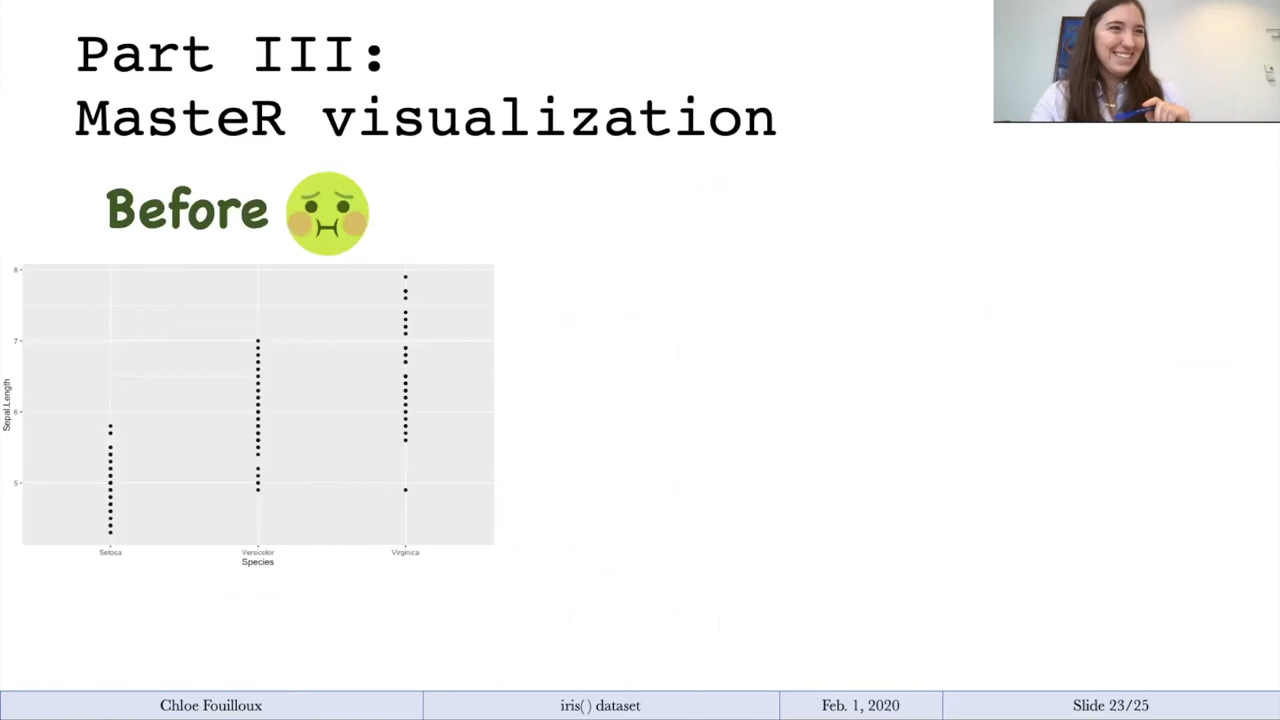 Part III:
MasteR visualization
Before
8
7
6
5
Sepal.Length
Setosa Versicolor Virginica
Species
Chloe Fouilloux iris() dataset Feb. 1, 2020 Slide 23/25